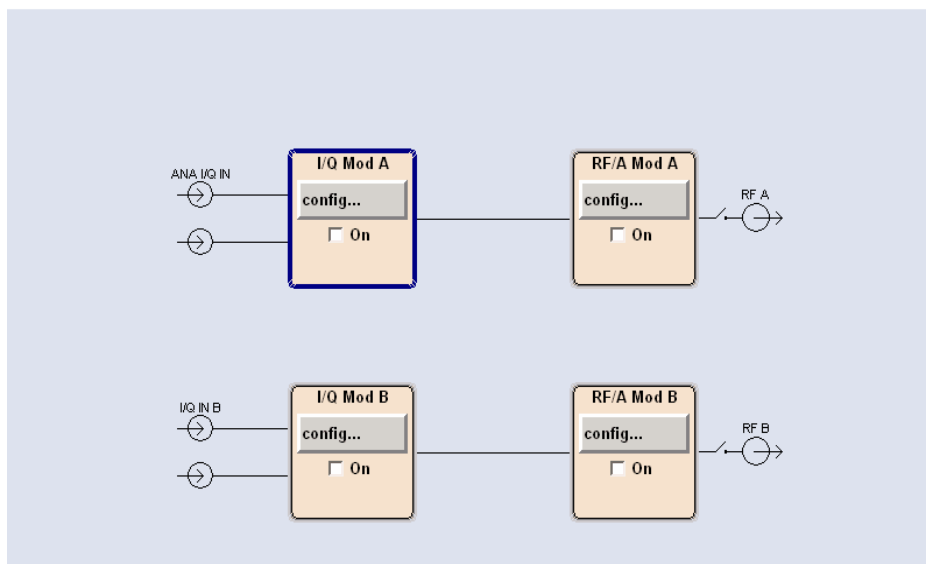 I/Q Mod A
RF/A Mod A
ANA I/Q IN
config...
config...
RF A
On
On
I/Q Mod B
RF/A Mod B
I/Q IN B
config...
config...
RF B
On
On